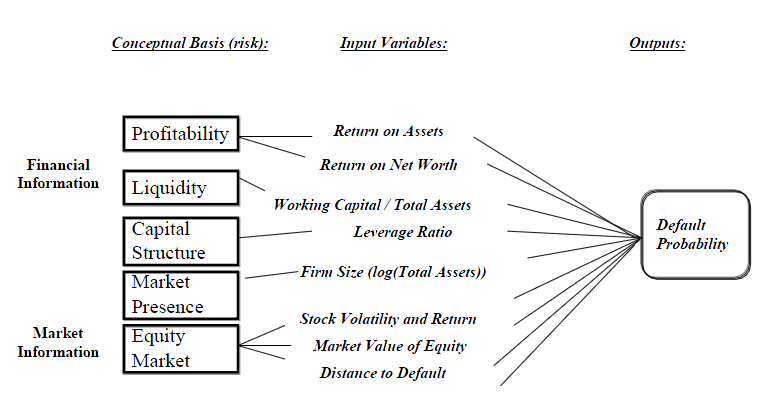 Conceptual Basis (risk):
Input Variables:
Outputs:
Profitability
Return on Assets
Financial
Information
Return on Net Worth
Liquidity
Working Capital / Total Assets
Capital
Structure
Leverage Ratio
Default
Probability
Market
Presence
Firm Size (log(Total Assets))
Market
Information
Equity
Market
Stock Volatility and Return
Market Value of Equity
Distance to Default